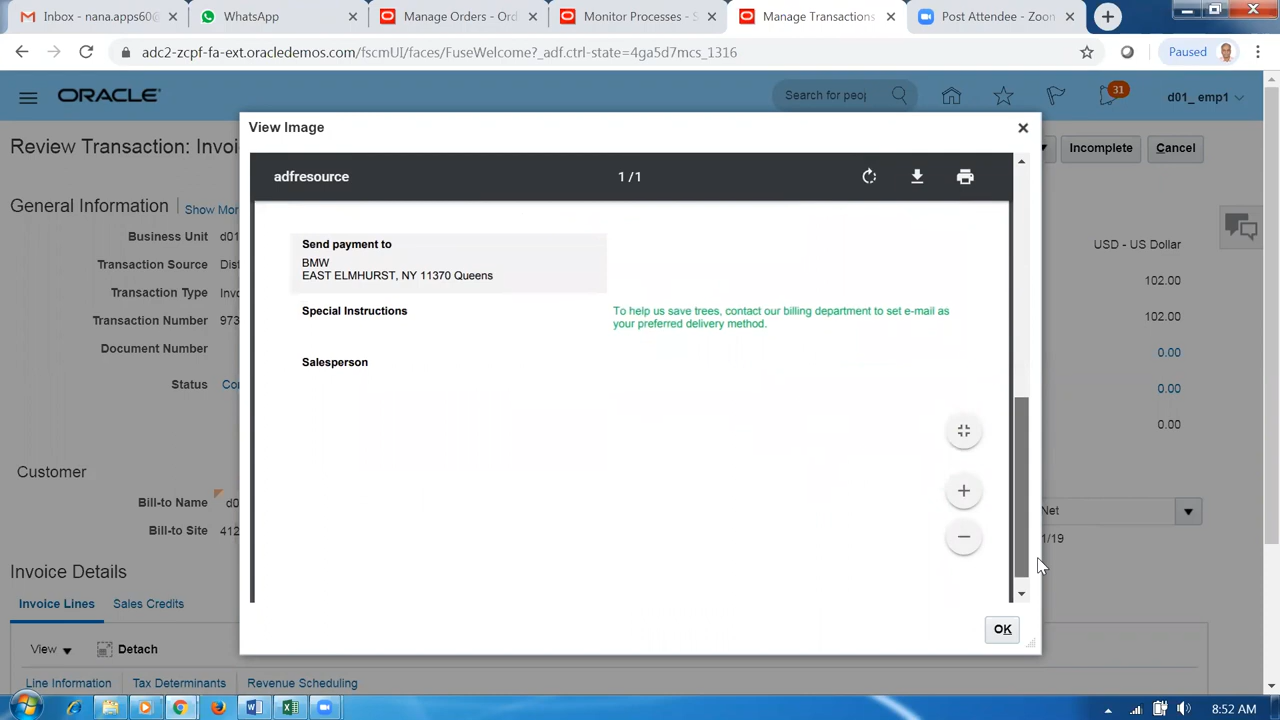 Inbox - nana.apps60@
WhatsApp
Manage Orders
Monitor Processes - S
Manage Transactions
Post Attendee - Zoom
adc2-zcpf-fa-ext.oracledemos.com/fscmUI/faces/FuseWelcome?_adf.ctrl-state=4ga5d7mcs_1316
Paused
ORACLE
Search for peop
31
d01_ emp1
Review Transaction: Invoi
Incomplete
Cancel
General Information
Show Mor
Business Unit d01
Transaction Source Dist
Transaction Type Invo
Transaction Number 973
Document Number
Status Cor
USD - US Dollar
102.00
102.00
0.00
0.00
0.00
View Image
adfresource
1 / 1
Send payment to
BMW
EAST ELMHURST, NY 11370 Queens
Special Instructions
To help us save trees, contact our billing department to set e-mail as
your preferred delivery method.
Salesperson
OK
Customer
Bill-to Name d0
Bill-to Site 412
Net
1/19
Invoice Details
Invoice Lines
Sales Credits
View
Detach
Line Information
Tax Determinants
Revenue Scheduling
8:52 AM